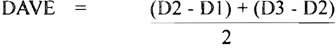 DAVE = (D2 - D1) + (D3 - D2)
2